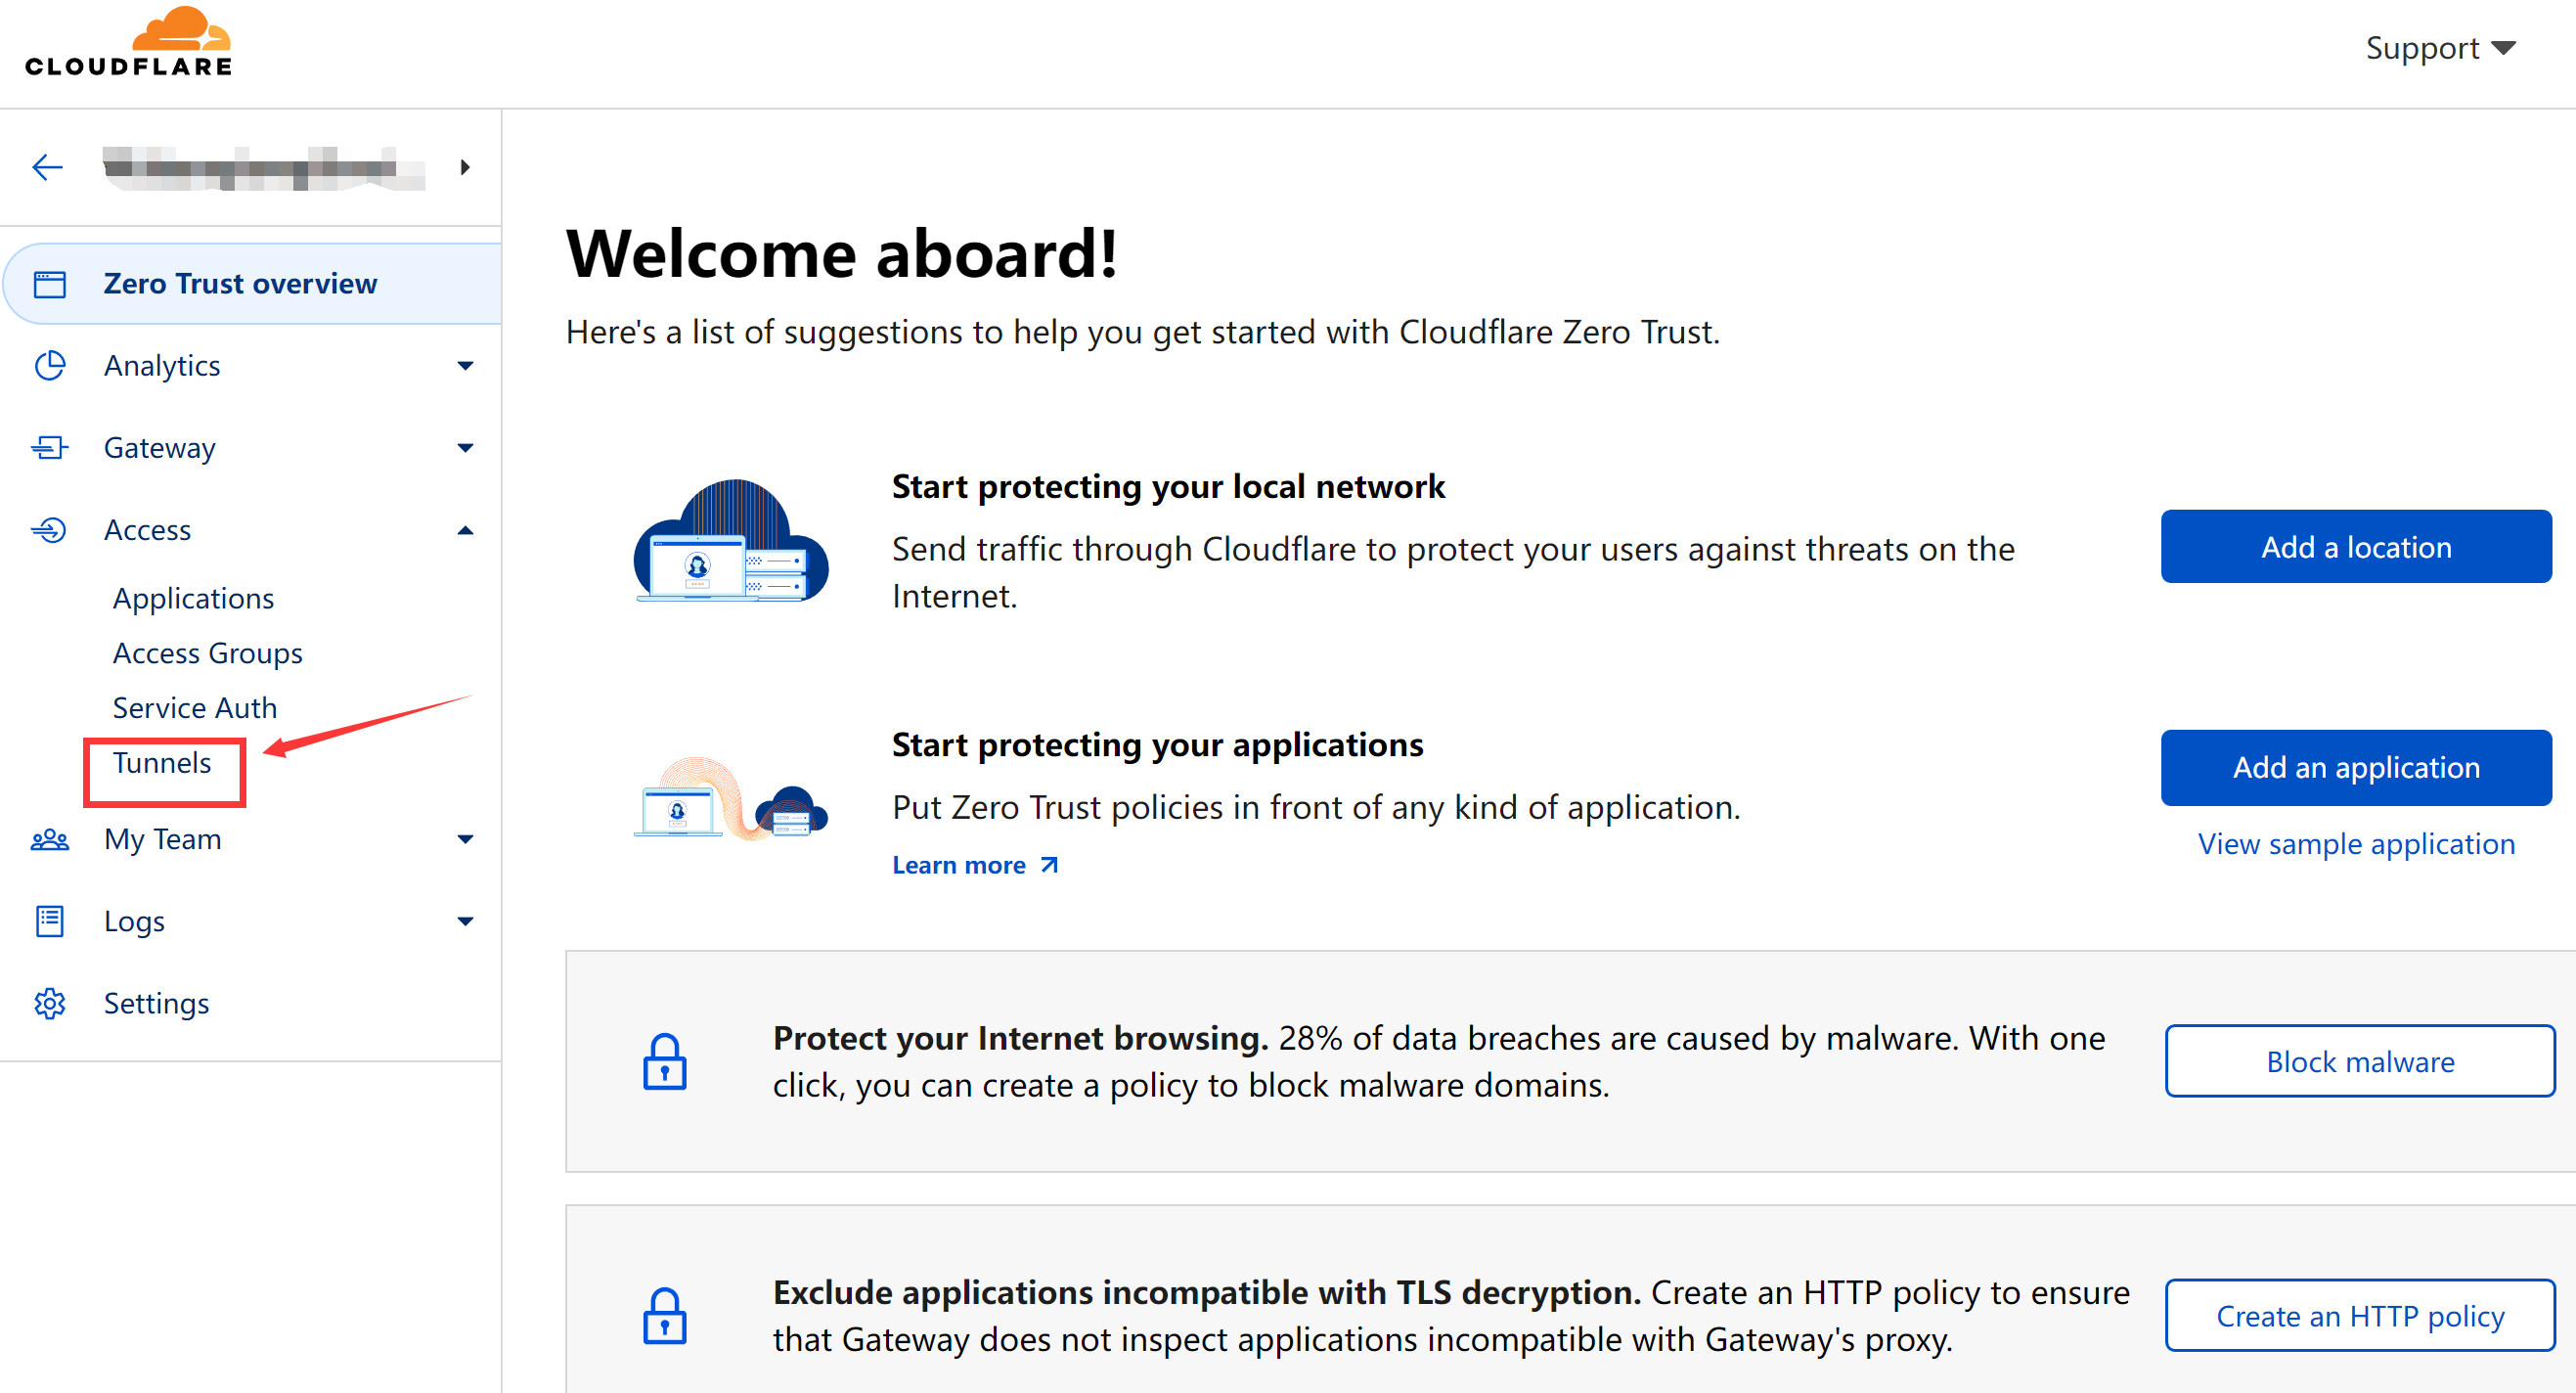 CLOUDFLARE
Support
Zero Trust overview
Analytics
Gateway
Access
Applications
Access Groups
Service Auth
Tunnels
My Team
Logs
Settings
Welcome aboard!
Here's a list of suggestions to help you get started with Cloudflare Zero Trust.
Start protecting your local network
Send traffic through Cloudflare to protect your users against threats on the
Internet.
Add a location
Start protecting your applications
Put Zero Trust policies in front of any kind of application.
Learn more
Add an application
View sample application
Protect your Internet browsing. 28% of data breaches are caused by malware. With one
click, you can create a policy to block malware domains.
Block malware
Exclude applications incompatible with TLS decryption. Create an HTTP policy to ensure
that Gateway does not inspect applications incompatible with Gateway's proxy.
Create an HTTP policy